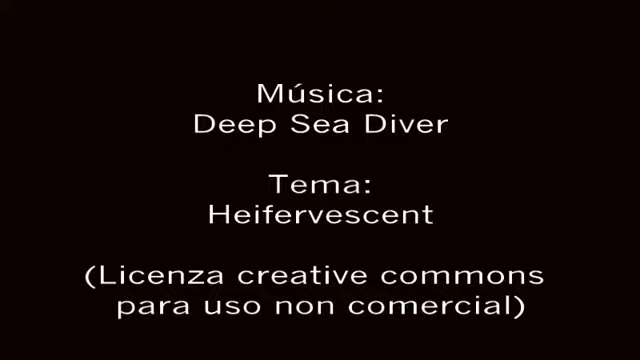 Música:
Deep Sea Diver
Tema:
Heifervescent
(Licenza creative commons
para uso non comercial)